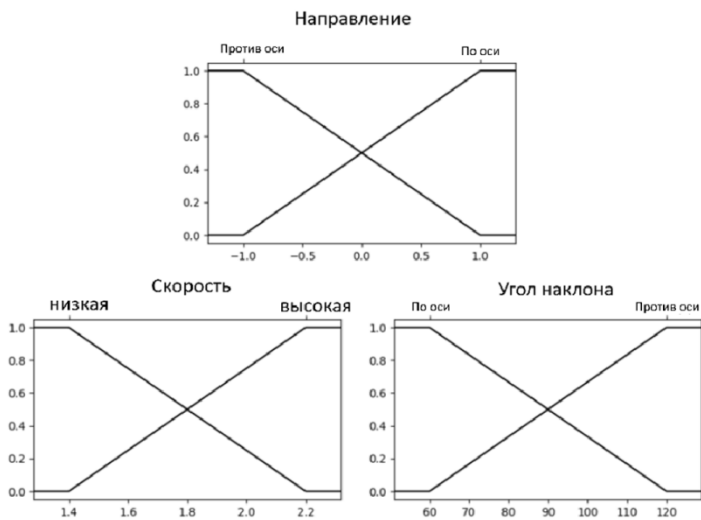 Направление
Против оси
По оси
1.0
0.8
0.6
0.4
0.2
0.0
−1.0 −0.5 0.0 0.5 1.0
Скорость
низкая
высокая
1.0
0.8
0.6
0.4
0.2
0.0
1.4 1.6 1.8 2.0 2.2
Угол наклона
По оси
Против оси
1.0
0.8
0.6
0.4
0.2
0.0
60 70 80 90 100 110 120